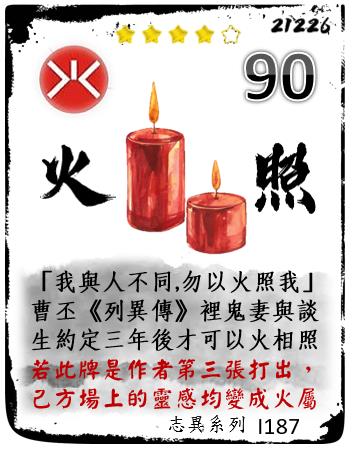 21226
90
火 照
「我與人不同,勿以火照我」
曹丕《列異傳》裡鬼妻與談
生約定三年後才可以火相照
若此牌是作者第三張打出，
己方場上的靈感均變成火屬
志異系列 I187